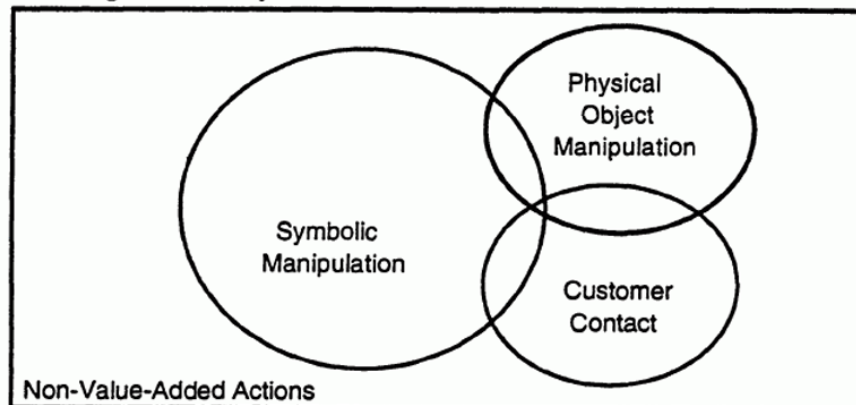 Physical
Object
Manipulation
Symbolic
Manipulation
Customer
Contact
Non-Value-Added Actions